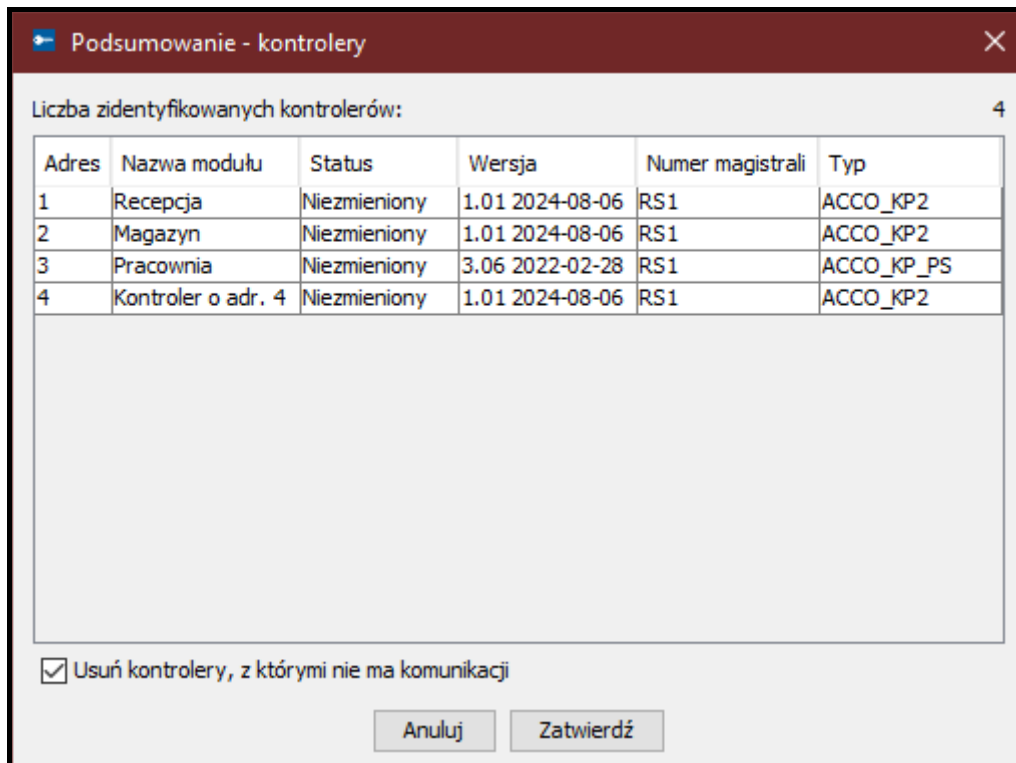 Podsumowanie - kontrolery
Liczba zidentyfikowanych kontrolerów: 4
Adres Nazwa modułu Status Wersja Numer magistrali Typ
1 Recepcja Niezmieniony 1.01 2024-08-06 RS1 ACCO_KP2
2 Magazyn Niezmieniony 1.01 2024-08-06 RS1 ACCO_KP2
3 Pracownia Niezmieniony 3.06 2022-02-28 RS1 ACCO_KP_PS
4 Kontroler o adr. 4 Niezmieniony 1.01 2024-08-06 RS1 ACCO_KP2
Usuń kontrolery, z którymi nie ma komunikacji
Anuluj Zatwierdź